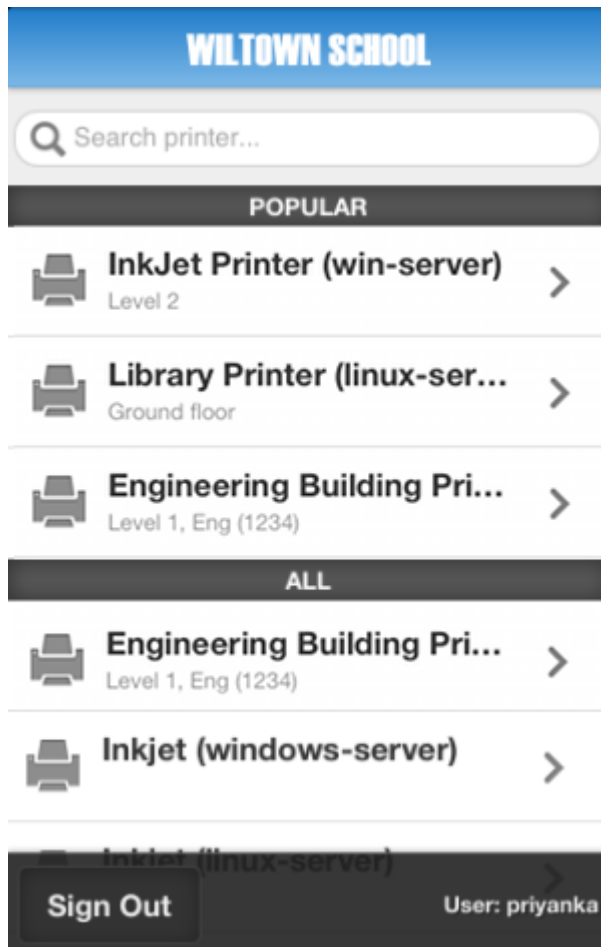 WILTOWN SCHOOL
Search printer...
POPULAR
InkJet Printer (win-server)
Level 2
Library Printer (linux-ser...
Ground floor
Engineering Building Pri...
Level 1, Eng (1234)
ALL
Engineering Building Pri...
Level 1, Eng (1234)
Inkjet (windows-server)
Inkjet (linux-server)
Sign Out
User: priyanka